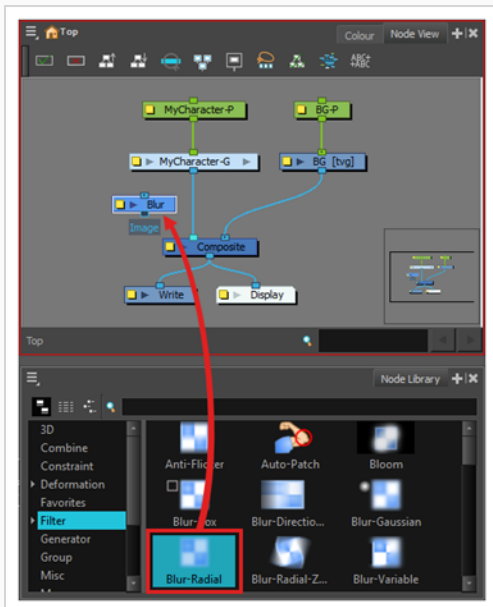 Top
Colour
Node View
ABC+
+ABC
MyCharacter-P
BG-P
MyCharacter-G
BG [tvg]
Blur
Image
Composite
Write
Display
Top
Node Library
3D
Combine
Constraint
Deformation
Favorites
Filter
Generator
Group
Misc
Anti-Flicker
Auto-Patch
Bloom
Blur-Box
Blur-Directio...
Blur-Gaussian
Blur-Radial
Blur-Radial-Z...
Blur-Variable